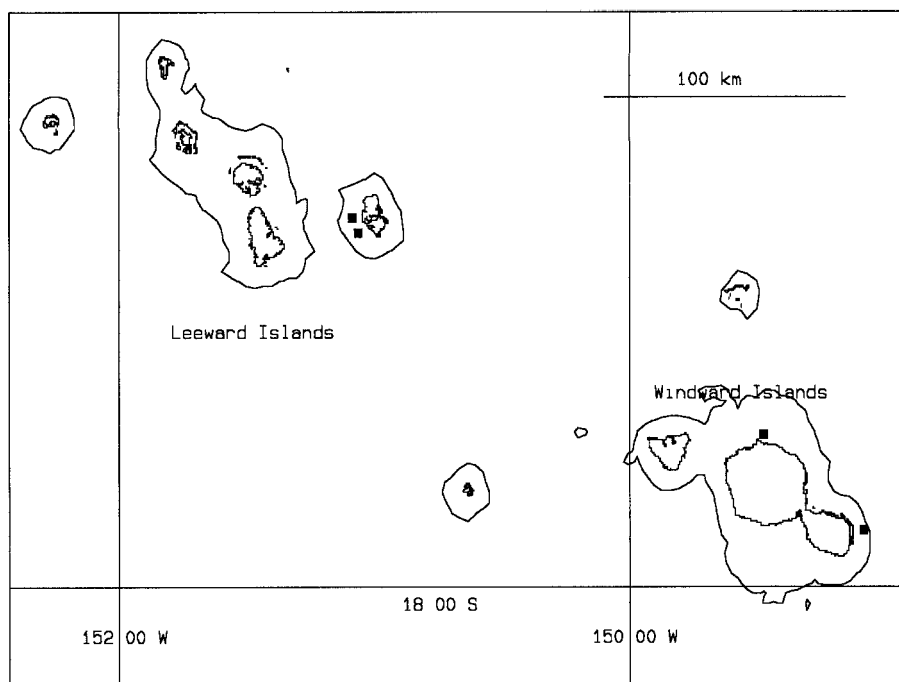 100 km
Leeward Islands
Windward Islands
18 00 S
152 00 W
150 00 W